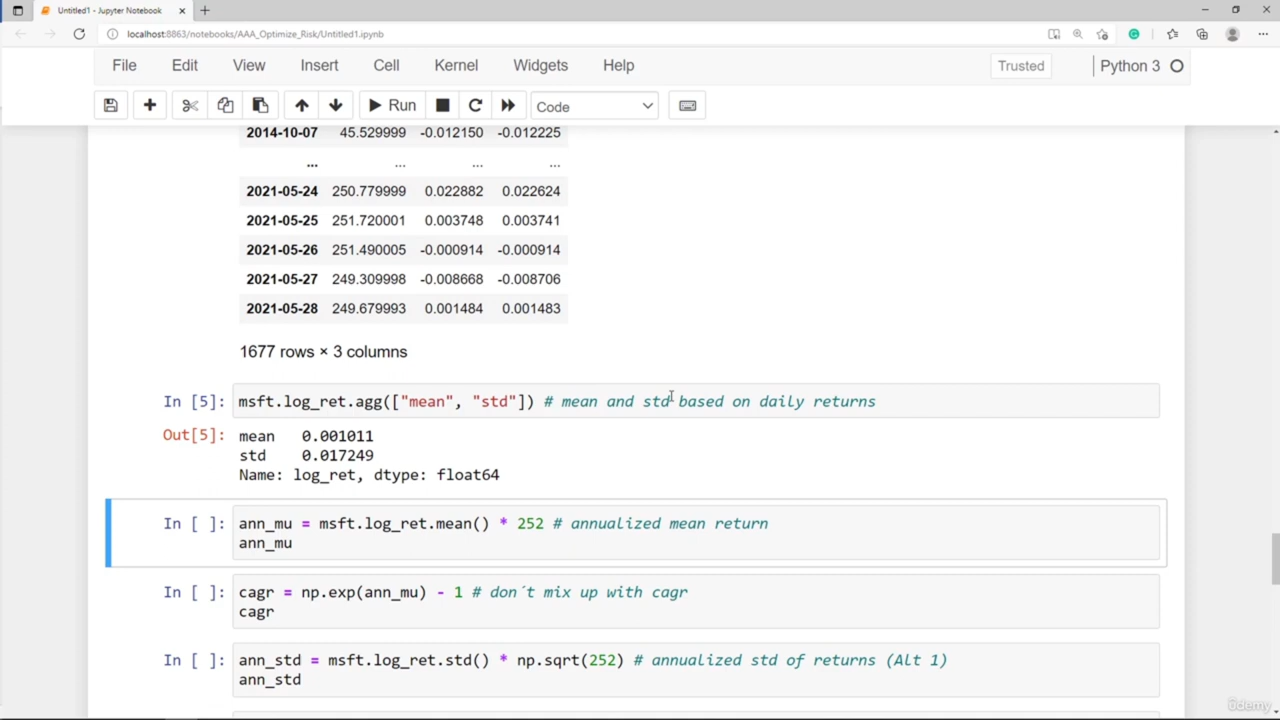 Untitled1 - Jupyter Notebook
localhost:8863/notebooks/AAA_Optimize_Risk/Untitled1.ipynb
File Edit View Insert Cell Kernel Widgets Help Trusted Python 3
Run Code
2014-10-07 45.529999 -0.012150 -0.012225
... ... ... ...
2021-05-24 250.779999 0.022882 0.022624
2021-05-25 251.720001 0.003748 0.003741
2021-05-26 251.490005 -0.000914 -0.000914
2021-05-27 249.309998 -0.008668 -0.008706
2021-05-28 249.679993 0.001484 0.001483
1677 rows × 3 columns
In [5]: msft.log_ret.agg(["mean", "std"]) # mean and std based on daily returns
Out[5]: mean 0.001011
std 0.017249
Name: log_ret, dtype: float64
In [ ]: ann_mu = msft.log_ret.mean() * 252 # annualized mean return
ann_mu
In [ ]: cagr = np.exp(ann_mu) - 1 # don´t mix up with cagr
cagr
In [ ]: ann_std = msft.log_ret.std() * np.sqrt(252) # annualized std of returns (Alt 1)
ann_std
ûdemy